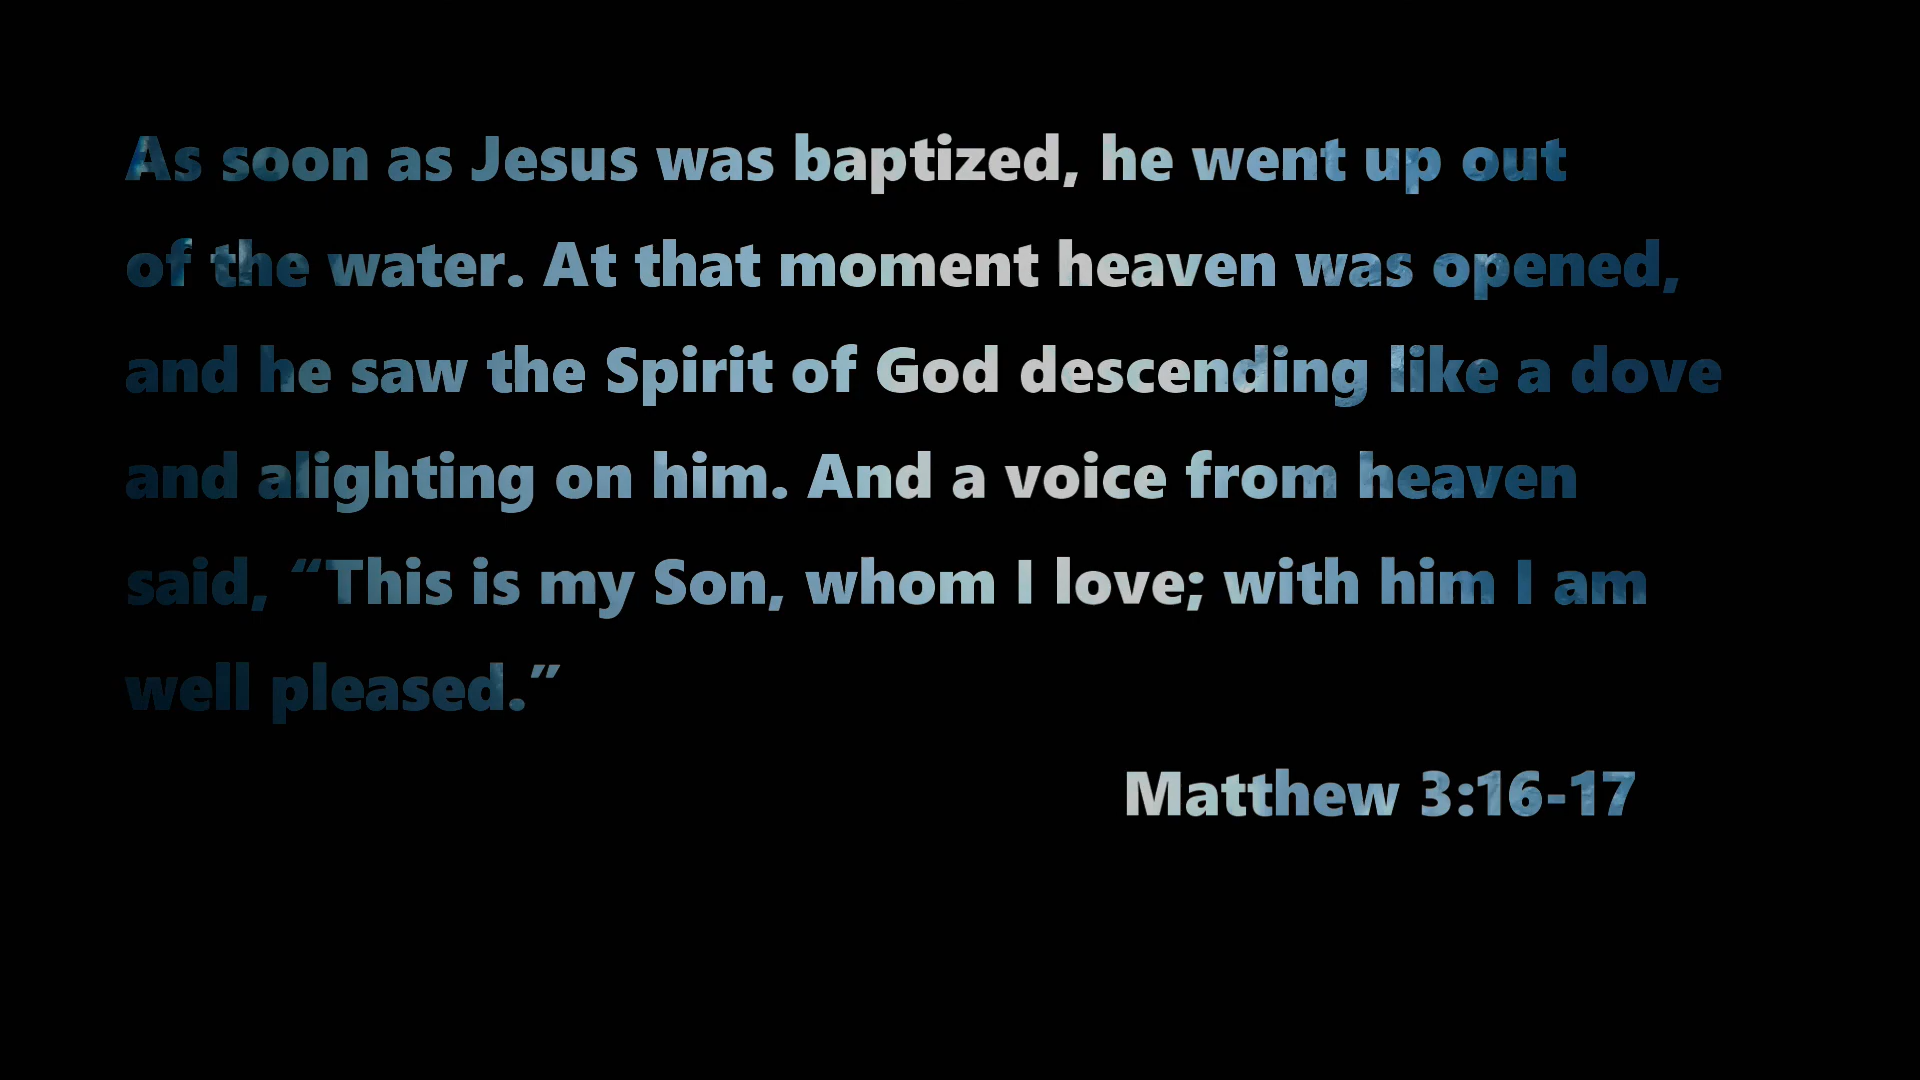 As soon as Jesus was baptized, he went up out
of the water. At that moment heaven was opened,
and he saw the Spirit of God descending like a dove
and alighting on him. And a voice from heaven
said, “This is my Son, whom I love; with him I am
well pleased.”
Matthew 3:16-17